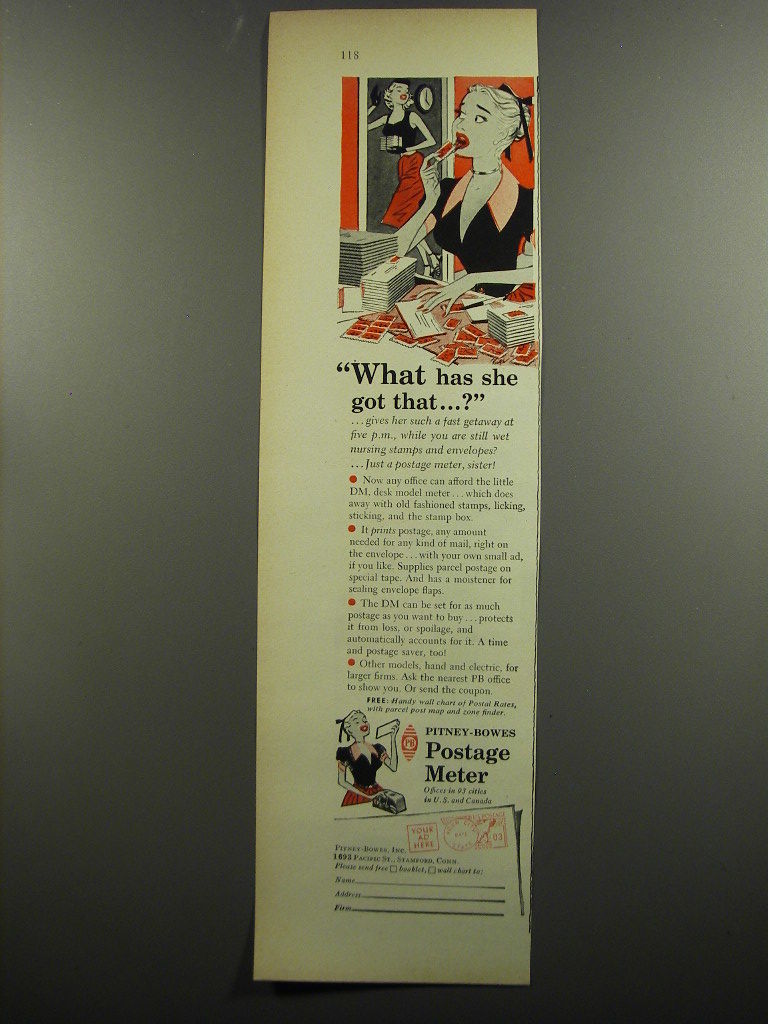 118
“What has she
got that...?”
...gives her such a fast getaway at
five p.m., while you are still wet
nursing stamps and envelopes?
...Just a postage meter, sister!
● Now any office can afford the little
DM, desk model meter...which does
away with old fashioned stamps, licking,
sticking, and the stamp box.
● It prints postage, any amount
needed for any kind of mail, right on
the envelope...with your own small ad,
if you like. Supplies parcel postage on
special tape. And has a moistener for
sealing envelope flaps.
● The DM can be set for as much
postage as you want to buy...protects
it from loss, or spoilage, and
automatically accounts for it. A time
and postage saver, too!
● Other models, hand and electric, for
larger firms. Ask the nearest PB office
to show you. Or send the coupon.
FREE: Handy wall chart of Postal Rates,
with parcel post map and zone finder.
PB
PITNEY-BOWES
Postage
Meter
Offices in 93 cities
in U.S. and Canada
YOUR
AD
HERE
DATE
03
PITNEY-BOWES, INC.
1693 PACIFIC ST., STAMFORD, CONN.
Please send free □ booklet, □ wall chart to:
Name
Address
Firm